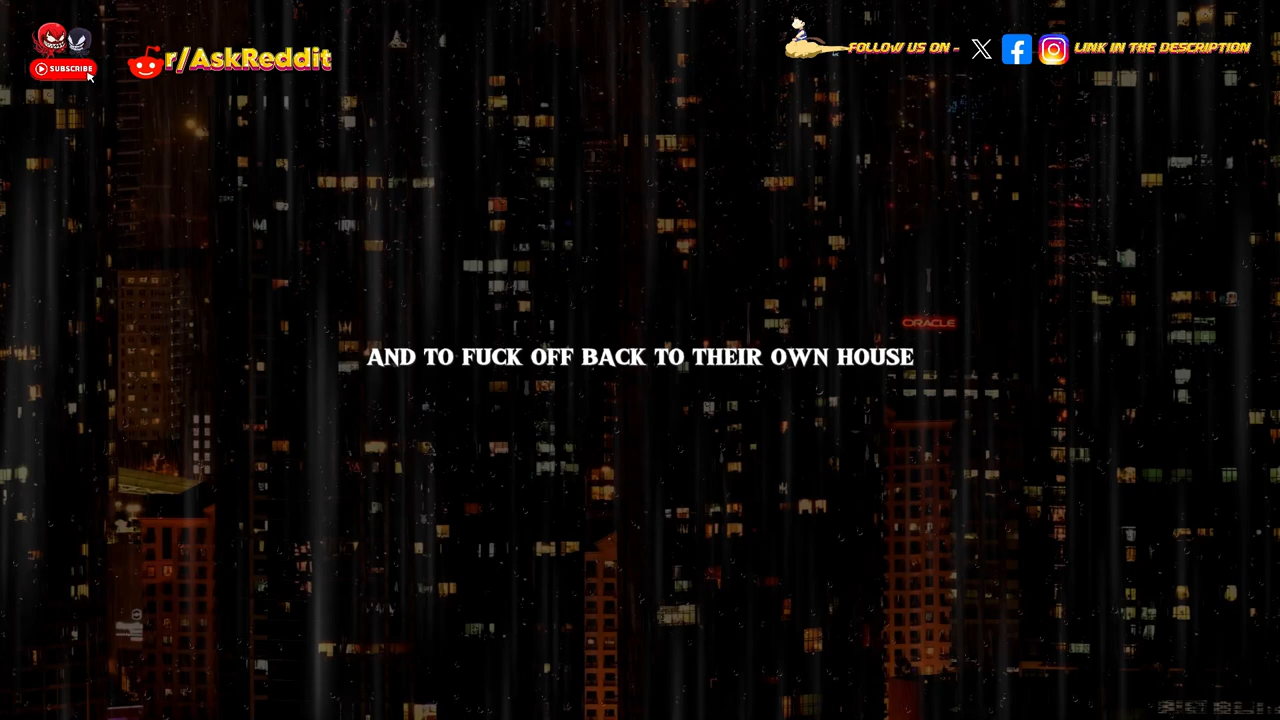 SUBSCRIBE
r/AskReddit
FOLLOW US ON -
LINK IN THE DESCRIPTION
ORACLE
AND TO FUCK OFF BACK TO THEIR OWN HOUSE